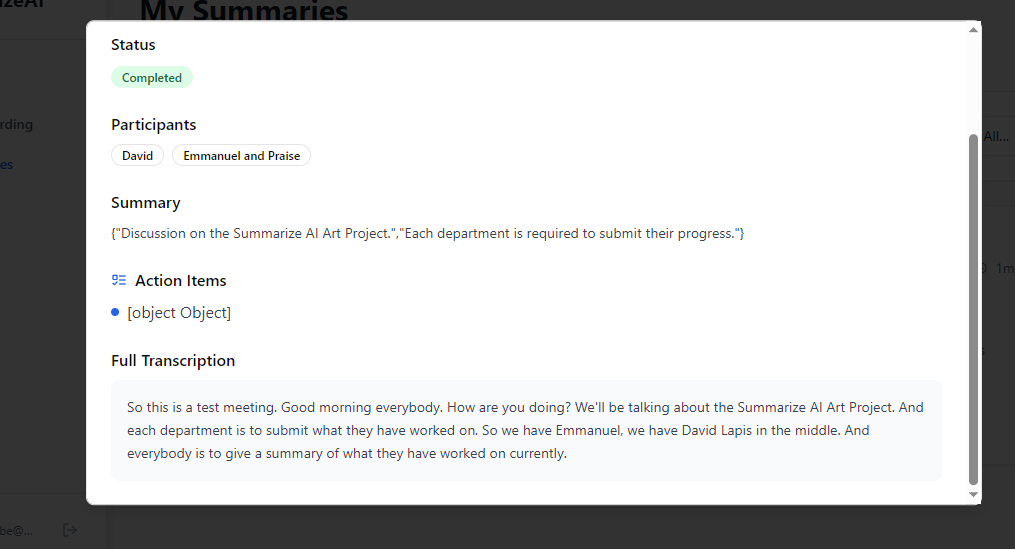 izeAI
My Summaries
Status
Completed
Participants
David
Emmanuel and Praise
Summary
{"Discussion on the Summarize AI Art Project.","Each department is required to submit their progress."}
Action Items
[object Object]
Full Transcription
So this is a test meeting. Good morning everybody. How are you doing? We'll be talking about the Summarize AI Art Project. And
each department is to submit what they have worked on. So we have Emmanuel, we have David Lapis in the middle. And
everybody is to give a summary of what they have worked on currently.
rding
es
All...
1m
s
be@...